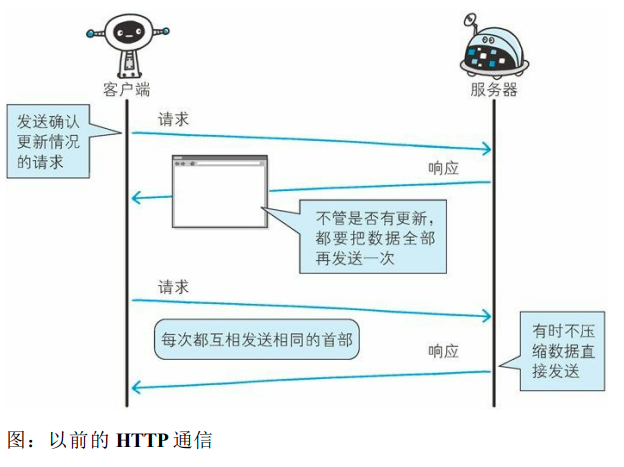 客户端
服务器
发送确认
更新情况
的请求
请求
响应
不管是否有更新，
都要把数据全部
再发送一次
请求
每次都互相发送相同的首部
响应
有时不压
缩数据直
接发送
图：以前的 HTTP 通信